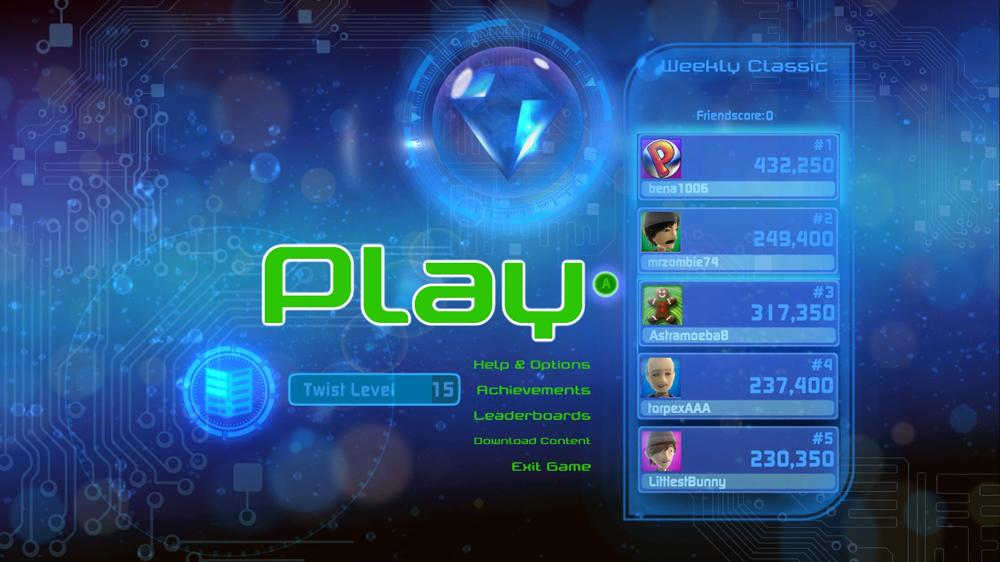 Play
A
Twist Level 15
Help & Options
Achievements
Leaderboards
Download Content
Exit Game
Weekly Classic
Friendscore:0
#1
432,250
bena1006
#2
249,400
mrzombie74
#3
317,350
Astramoeba8
#4
237,400
torpexAAA
#5
230,350
LittlestBunny